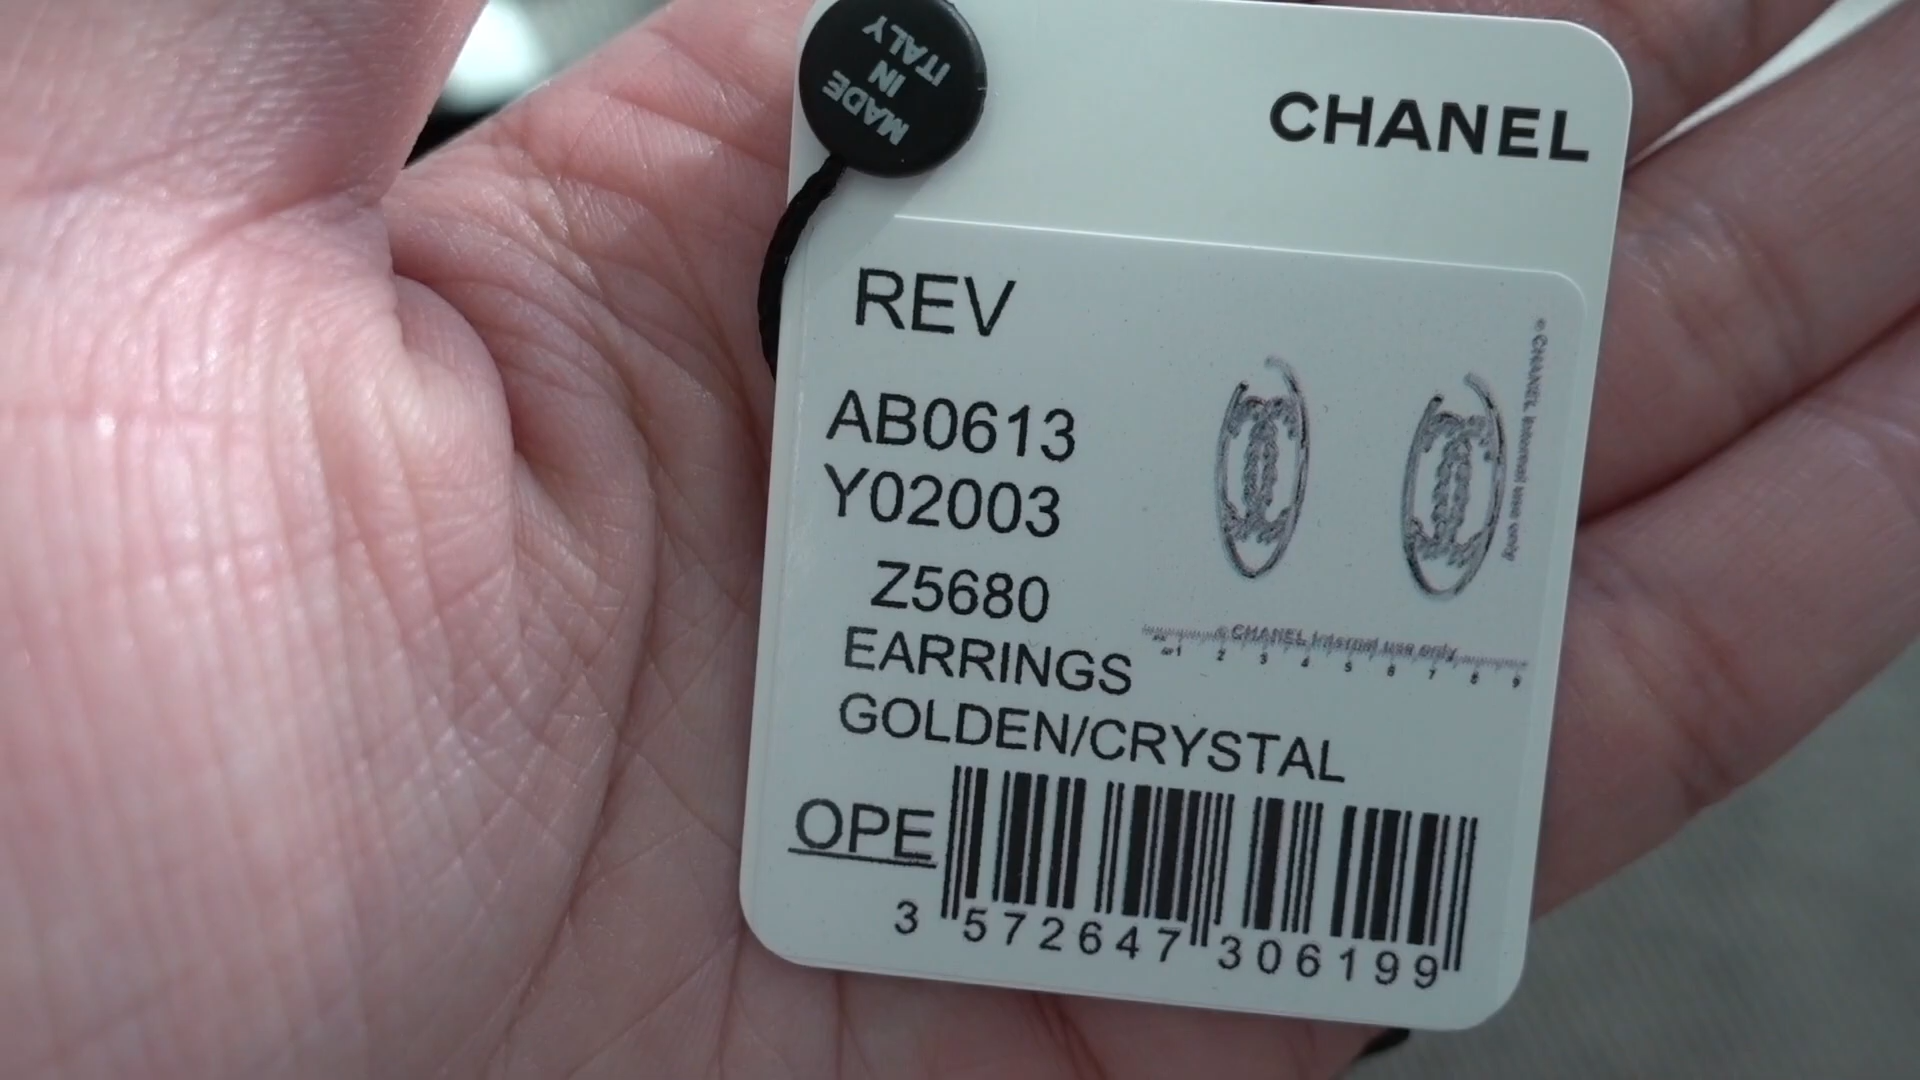 MADE
IN
ITALY
CHANEL
REV
AB0613
Y02003
Z5680
EARRINGS
GOLDEN/CRYSTAL
OPE
3 572647 306199
© CHANEL Internal use only
© CHANEL Internal use only
1 2 3 4 5 6 7 8 9